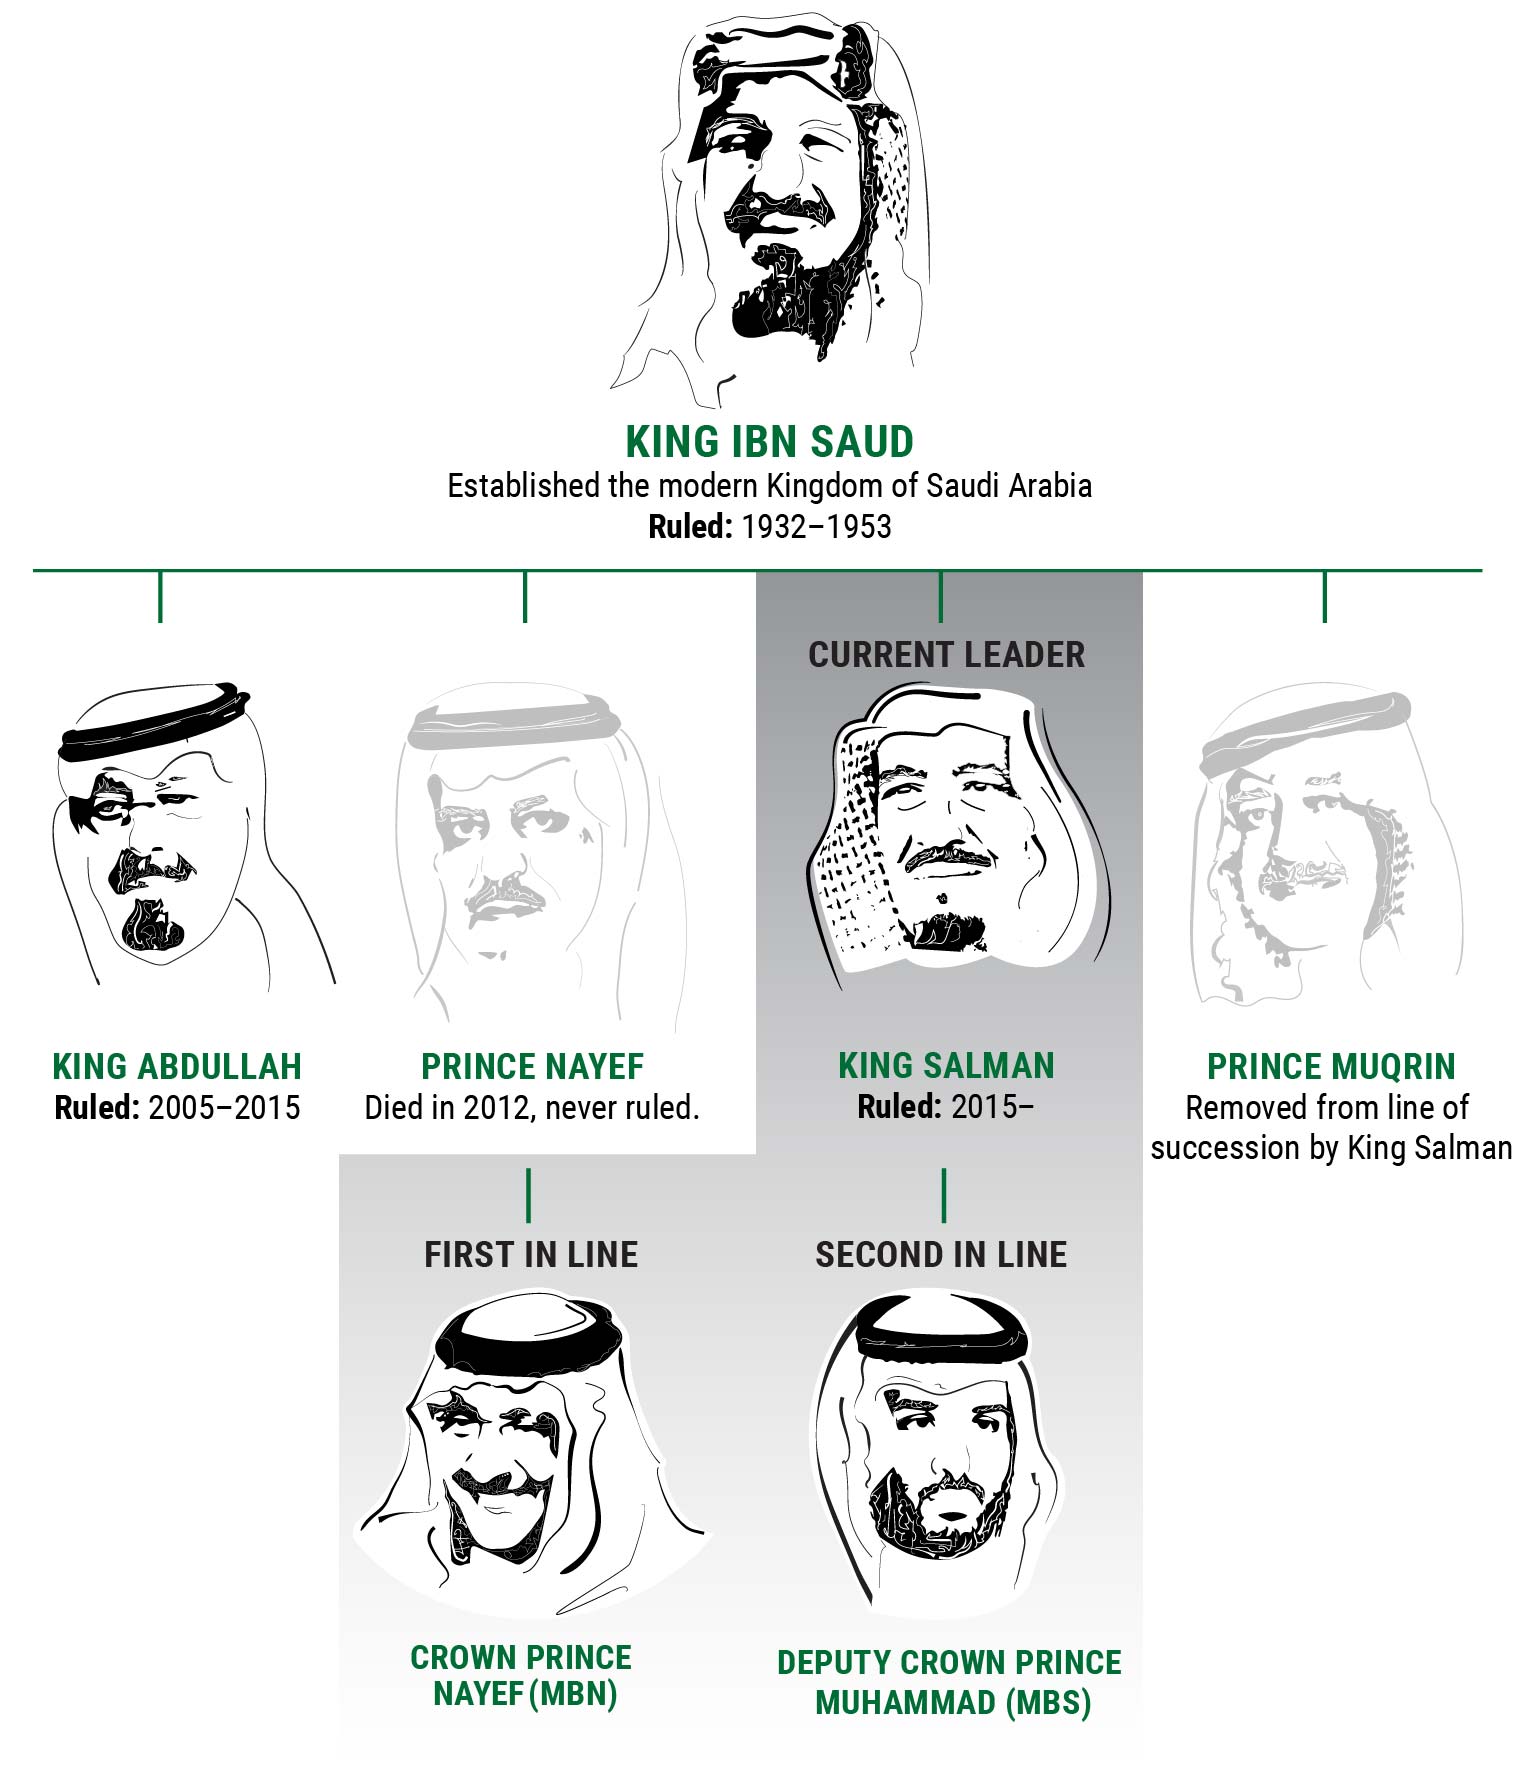 KING IBN SAUD
Established the modern Kingdom of Saudi Arabia
Ruled: 1932–1953
CURRENT LEADER
KING ABDULLAH
Ruled: 2005–2015
PRINCE NAYEF
Died in 2012, never ruled.
KING SALMAN
Ruled: 2015–
PRINCE MUQRIN
Removed from line of
succession by King Salman
FIRST IN LINE
SECOND IN LINE
CROWN PRINCE
NAYEF (MBN)
DEPUTY CROWN PRINCE
MUHAMMAD (MBS)